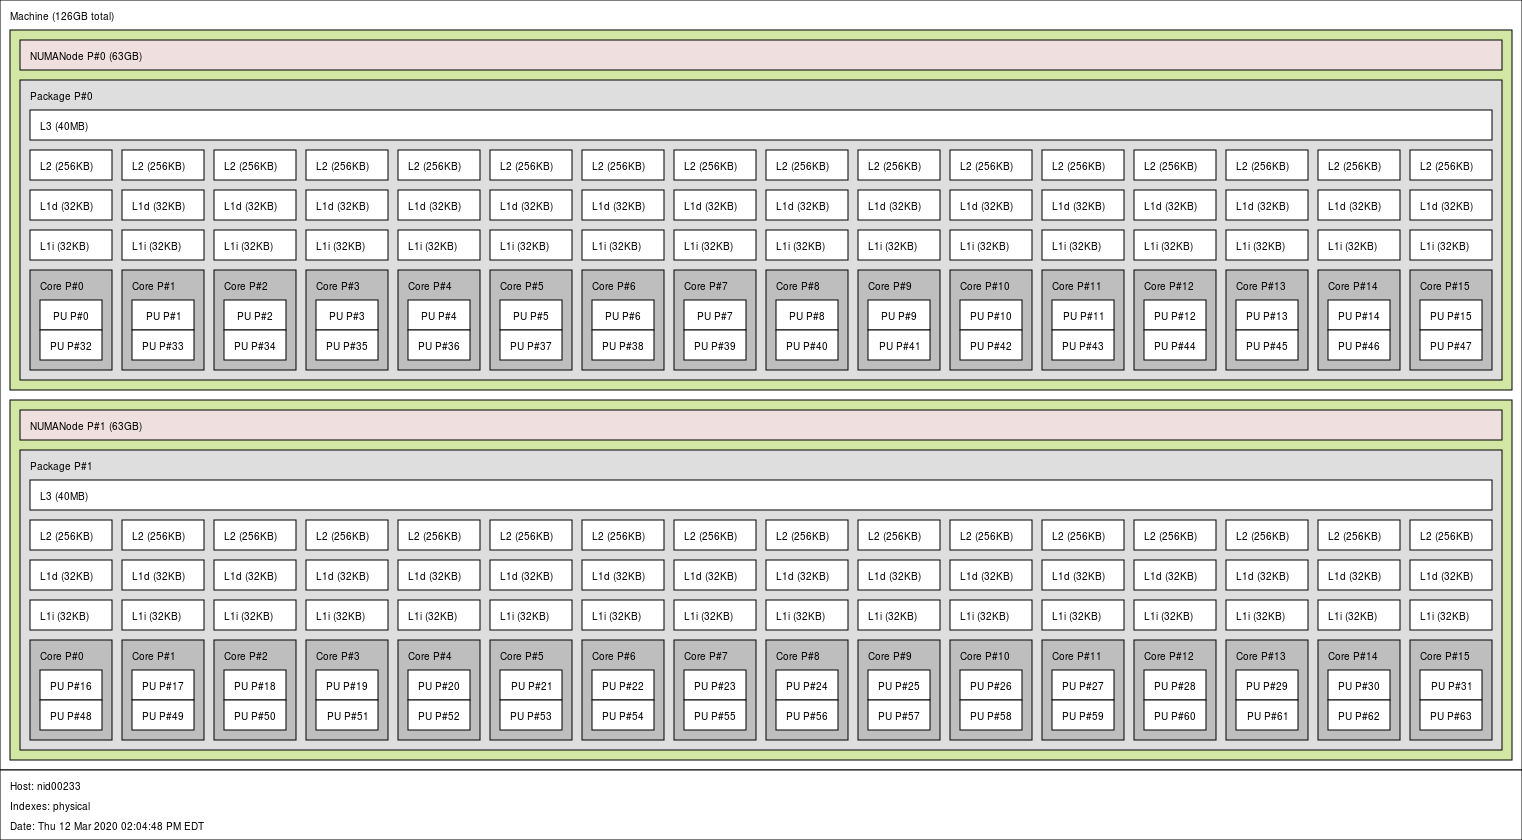 Machine (126GB total)
NUMANode P#0 (63GB)
Package P#0
L3 (40MB)
L2 (256KB) L2 (256KB) L2 (256KB) L2 (256KB) L2 (256KB) L2 (256KB) L2 (256KB) L2 (256KB) L2 (256KB) L2 (256KB) L2 (256KB) L2 (256KB) L2 (256KB) L2 (256KB) L2 (256KB) L2 (256KB)
L1d (32KB) L1d (32KB) L1d (32KB) L1d (32KB) L1d (32KB) L1d (32KB) L1d (32KB) L1d (32KB) L1d (32KB) L1d (32KB) L1d (32KB) L1d (32KB) L1d (32KB) L1d (32KB) L1d (32KB) L1d (32KB)
L1i (32KB) L1i (32KB) L1i (32KB) L1i (32KB) L1i (32KB) L1i (32KB) L1i (32KB) L1i (32KB) L1i (32KB) L1i (32KB) L1i (32KB) L1i (32KB) L1i (32KB) L1i (32KB) L1i (32KB) L1i (32KB)
Core P#0 Core P#1 Core P#2 Core P#3 Core P#4 Core P#5 Core P#6 Core P#7 Core P#8 Core P#9 Core P#10 Core P#11 Core P#12 Core P#13 Core P#14 Core P#15
PU P#0 PU P#1 PU P#2 PU P#3 PU P#4 PU P#5 PU P#6 PU P#7 PU P#8 PU P#9 PU P#10 PU P#11 PU P#12 PU P#13 PU P#14 PU P#15
PU P#32 PU P#33 PU P#34 PU P#35 PU P#36 PU P#37 PU P#38 PU P#39 PU P#40 PU P#41 PU P#42 PU P#43 PU P#44 PU P#45 PU P#46 PU P#47
NUMANode P#1 (63GB)
Package P#1
L3 (40MB)
L2 (256KB) L2 (256KB) L2 (256KB) L2 (256KB) L2 (256KB) L2 (256KB) L2 (256KB) L2 (256KB) L2 (256KB) L2 (256KB) L2 (256KB) L2 (256KB) L2 (256KB) L2 (256KB) L2 (256KB) L2 (256KB)
L1d (32KB) L1d (32KB) L1d (32KB) L1d (32KB) L1d (32KB) L1d (32KB) L1d (32KB) L1d (32KB) L1d (32KB) L1d (32KB) L1d (32KB) L1d (32KB) L1d (32KB) L1d (32KB) L1d (32KB) L1d (32KB)
L1i (32KB) L1i (32KB) L1i (32KB) L1i (32KB) L1i (32KB) L1i (32KB) L1i (32KB) L1i (32KB) L1i (32KB) L1i (32KB) L1i (32KB) L1i (32KB) L1i (32KB) L1i (32KB) L1i (32KB) L1i (32KB)
Core P#0 Core P#1 Core P#2 Core P#3 Core P#4 Core P#5 Core P#6 Core P#7 Core P#8 Core P#9 Core P#10 Core P#11 Core P#12 Core P#13 Core P#14 Core P#15
PU P#16 PU P#17 PU P#18 PU P#19 PU P#20 PU P#21 PU P#22 PU P#23 PU P#24 PU P#25 PU P#26 PU P#27 PU P#28 PU P#29 PU P#30 PU P#31
PU P#48 PU P#49 PU P#50 PU P#51 PU P#52 PU P#53 PU P#54 PU P#55 PU P#56 PU P#57 PU P#58 PU P#59 PU P#60 PU P#61 PU P#62 PU P#63
Host: nid00233
Indexes: physical
Date: Thu 12 Mar 2020 02:04:48 PM EDT